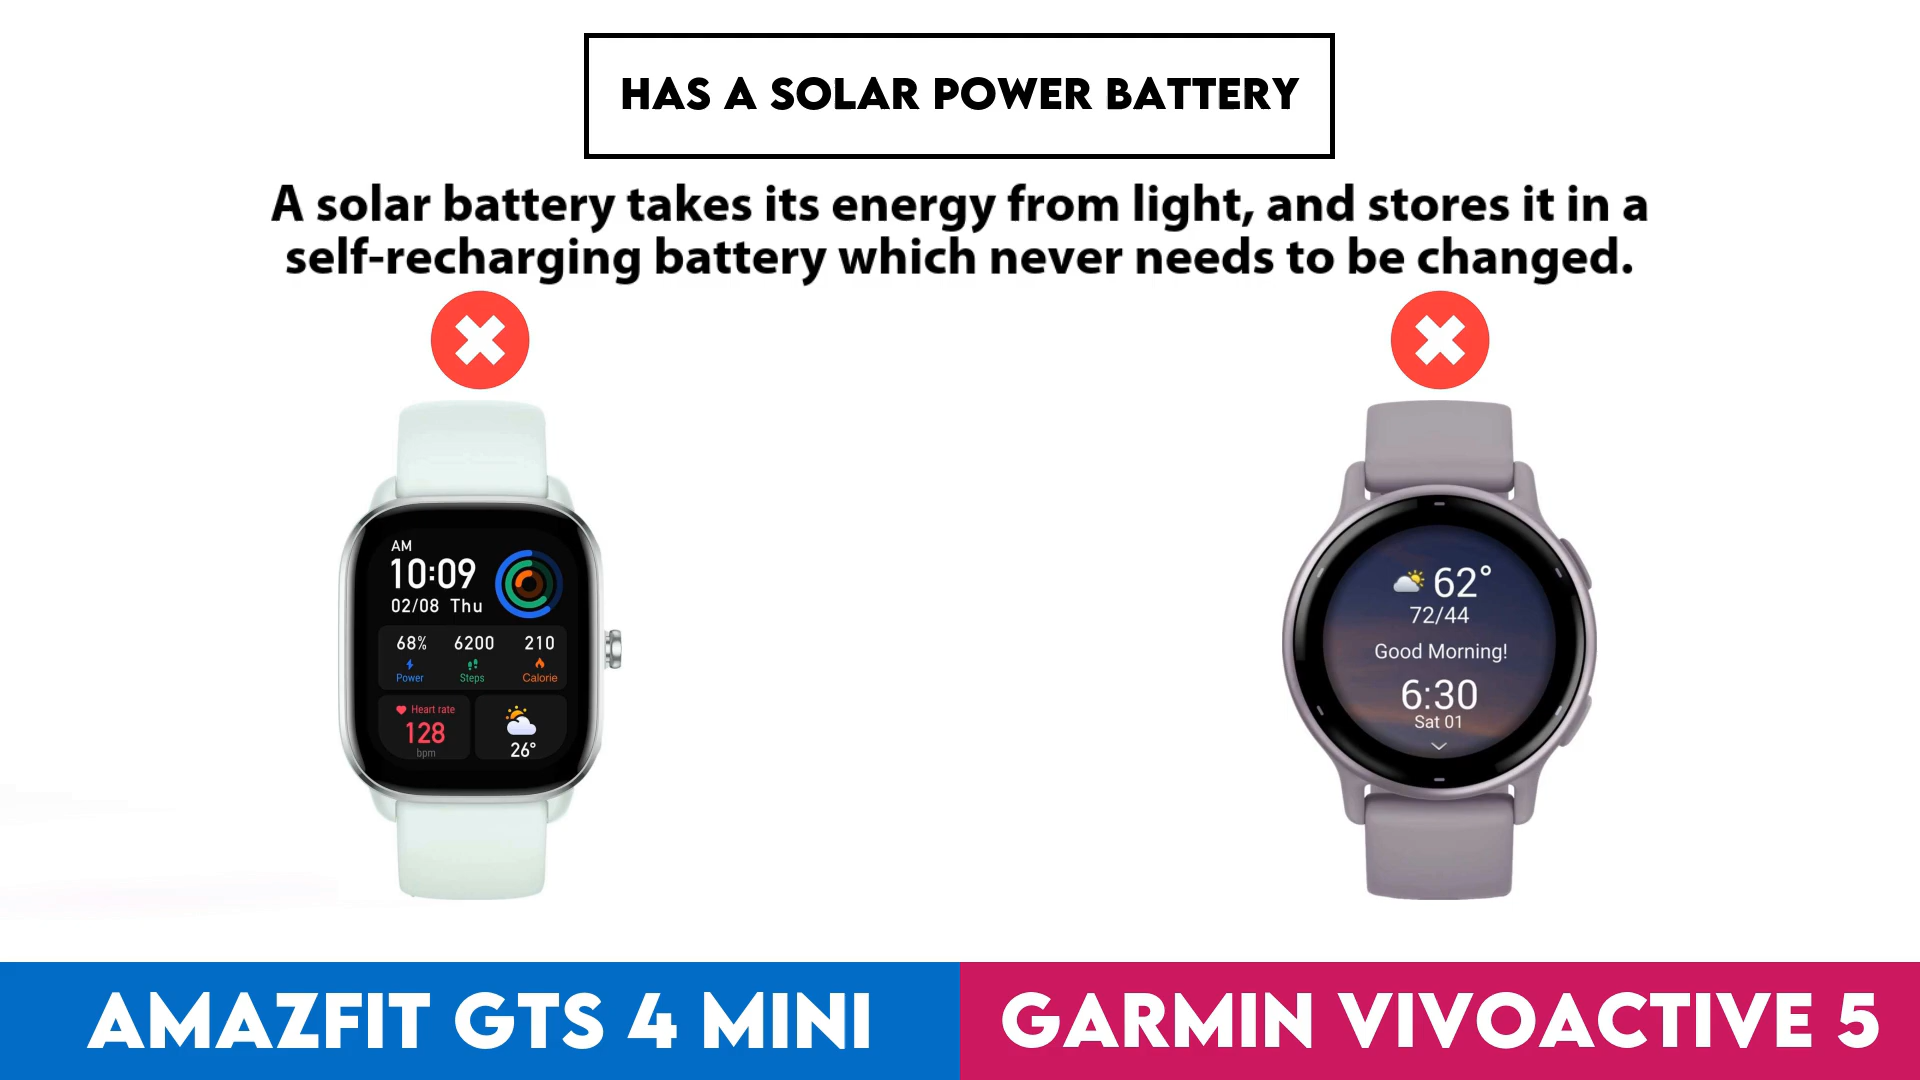 HAS A SOLAR POWER BATTERY
A solar battery takes its energy from light, and stores it in a
self-recharging battery which never needs to be changed.
AM
10:09
02/08 Thu
68% 6200 210
Power Steps Calorie
Heart rate
128
bpm
26°
62°
72/44
Good Morning!
6:30
Sat 01
AMAZFIT GTS 4 MINI
GARMIN VIVOACTIVE 5